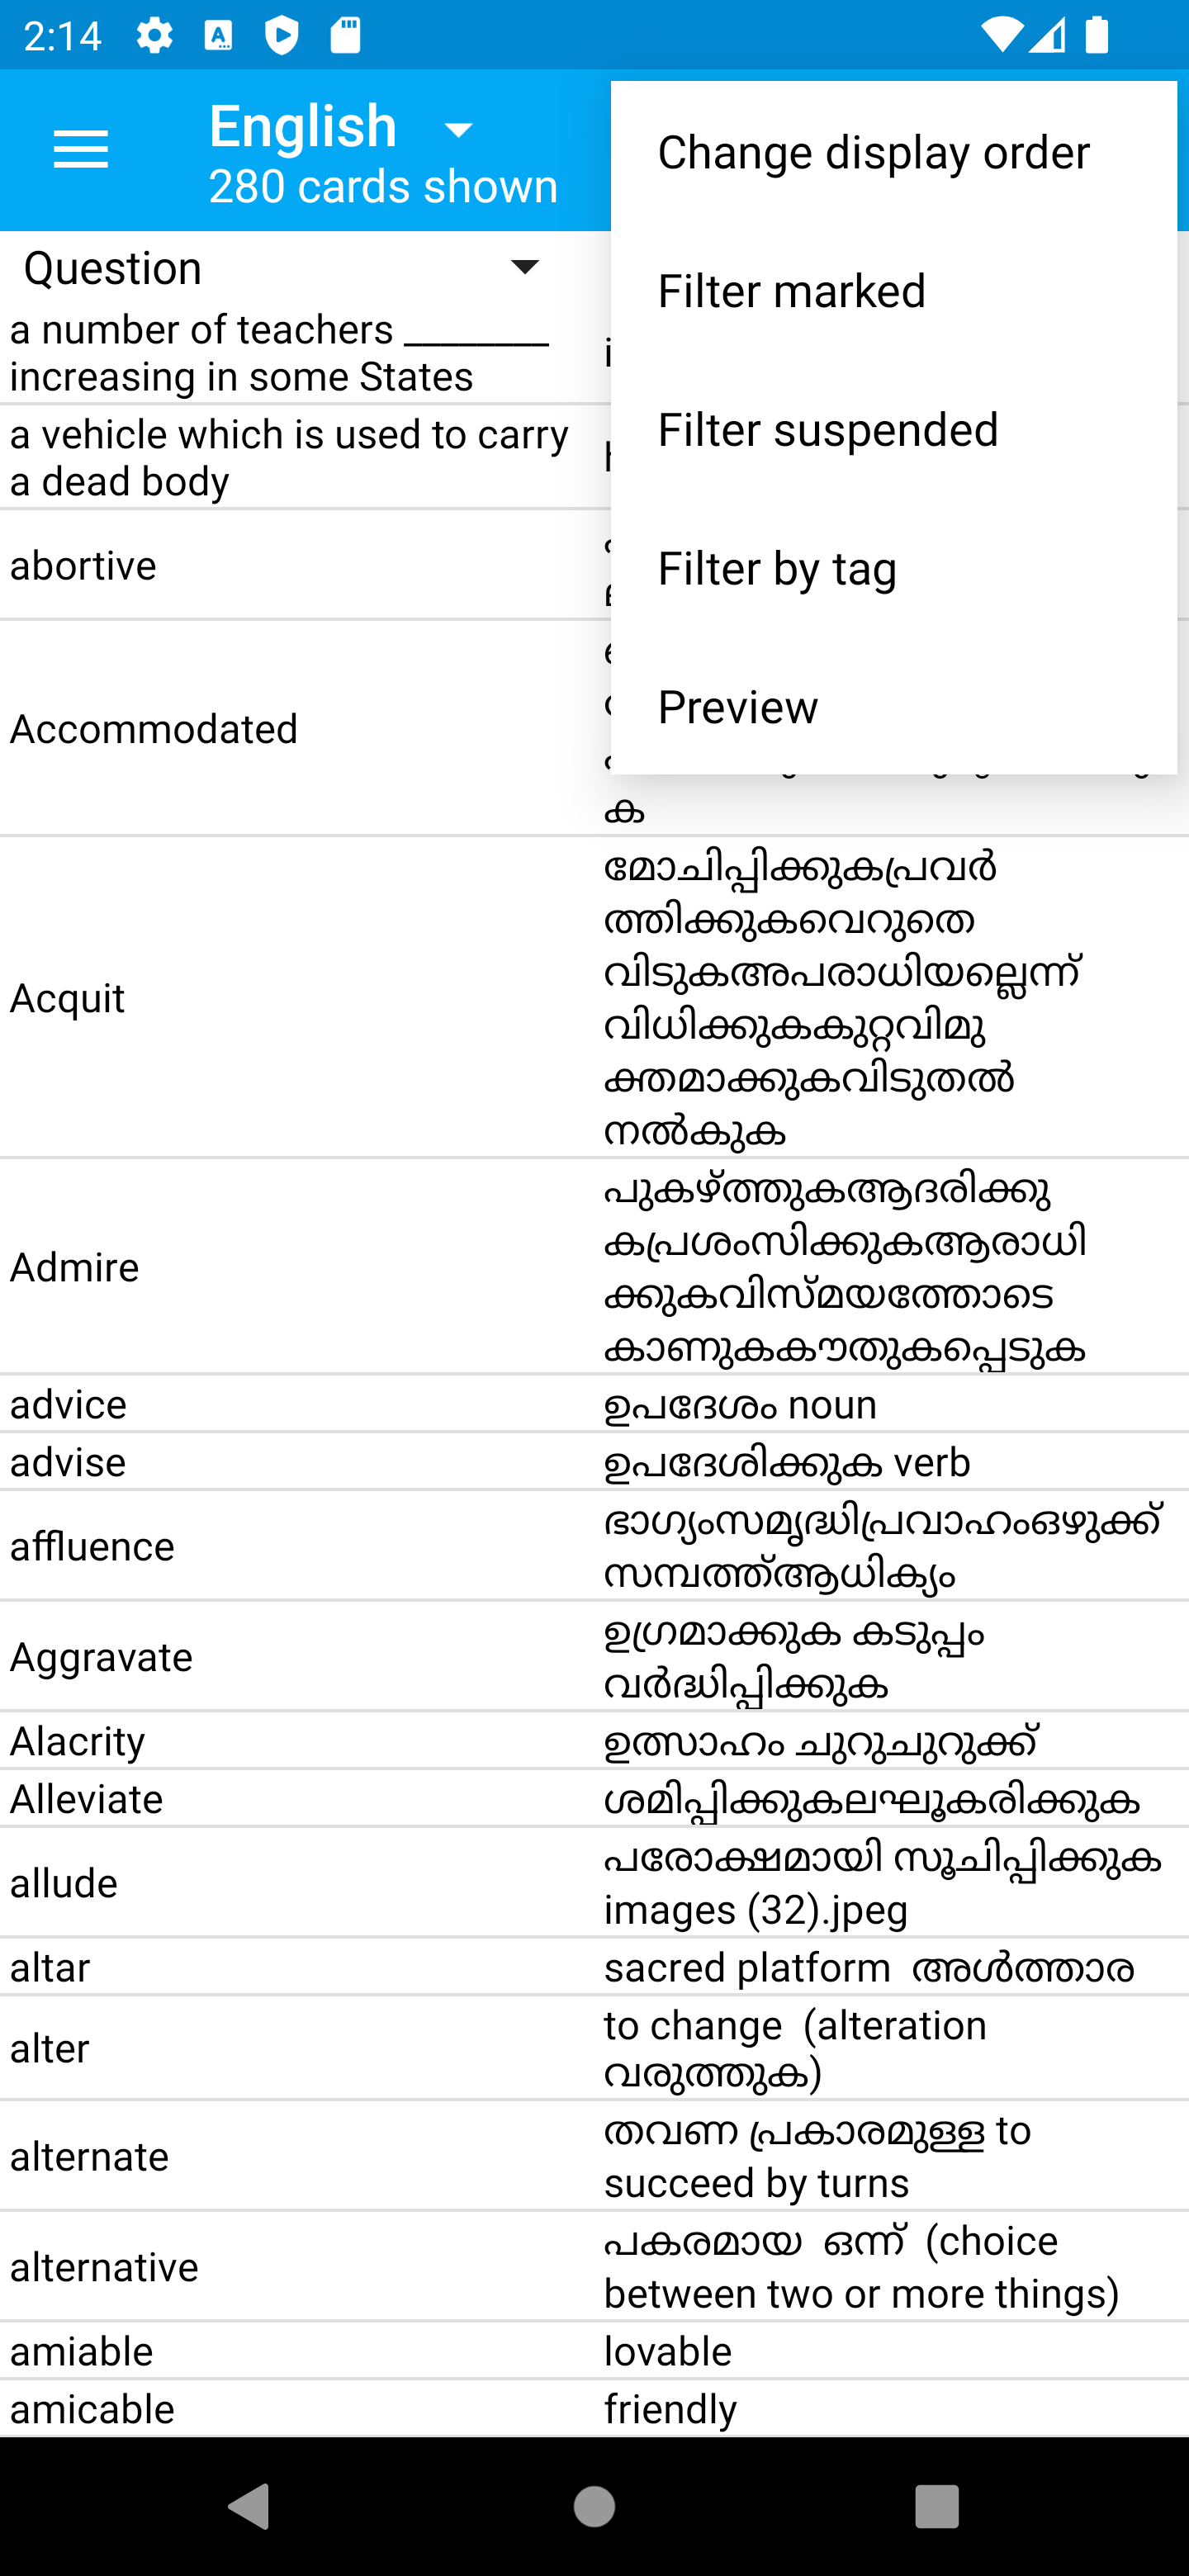 2:14
English
280 cards shown
Change display order
Filter marked
Filter suspended
Filter by tag
Preview
Question
a number of teachers ________
increasing in some States
a vehicle which is used to carry
a dead body
abortive
Accommodated
ക
Acquit
മോചിപ്പിക്കുകപ്രവർ
ത്തിക്കുകവെറുതെ
വിടുകഅപരാധിയല്ലെന്ന്
വിധിക്കുകകുറ്റവിമു
ക്തമാക്കുകവിടുതൽ
നൽകുക
Admire
പുകഴ്ത്തുകആദരിക്കു
കപ്രശംസിക്കുകആരാധി
ക്കുകവിസ്മയത്തോടെ
കാണുകകൗതുകപ്പെടുക
advice
ഉപദേശം noun
advise
ഉപദേശിക്കുക verb
affluence
ഭാഗ്യംസമൃദ്ധിപ്രവാഹംഒഴുക്ക്
സമ്പത്ത്ആധിക്യം
Aggravate
ഉഗ്രമാക്കുക കടുപ്പം
വർദ്ധിപ്പിക്കുക
Alacrity
ഉത്സാഹം ചുറുചുറുക്ക്
Alleviate
ശമിപ്പിക്കുകലഘൂകരിക്കുക
allude
പരോക്ഷമായി സൂചിപ്പിക്കുക
images (32).jpeg
altar
sacred platform അൾത്താര
alter
to change (alteration
വരുത്തുക)
alternate
തവണ പ്രകാരമുള്ള to
succeed by turns
alternative
പകരമായ ഒന്ന് (choice
between two or more things)
amiable
lovable
amicable
friendly